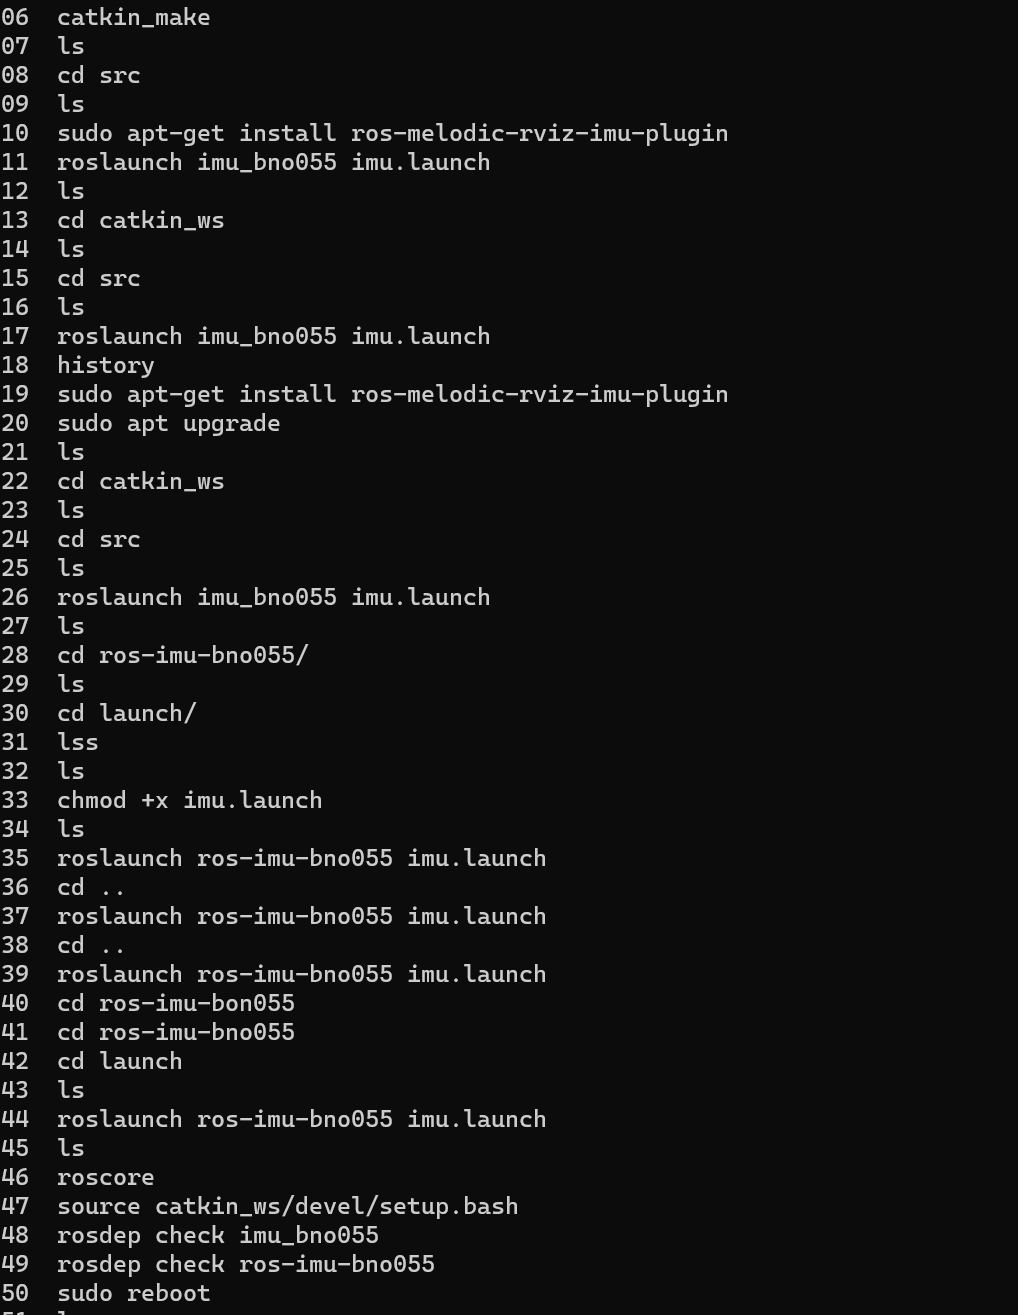 06 catkin_make
07 ls
08 cd src
09 ls
10 sudo apt-get install ros-melodic-rviz-imu-plugin
11 roslaunch imu_bno055 imu.launch
12 ls
13 cd catkin_ws
14 ls
15 cd src
16 ls
17 roslaunch imu_bno055 imu.launch
18 history
19 sudo apt-get install ros-melodic-rviz-imu-plugin
20 sudo apt upgrade
21 ls
22 cd catkin_ws
23 ls
24 cd src
25 ls
26 roslaunch imu_bno055 imu.launch
27 ls
28 cd ros-imu-bno055/
29 ls
30 cd launch/
31 lss
32 ls
33 chmod +x imu.launch
34 ls
35 roslaunch ros-imu-bno055 imu.launch
36 cd ..
37 roslaunch ros-imu-bno055 imu.launch
38 cd ..
39 roslaunch ros-imu-bno055 imu.launch
40 cd ros-imu-bon055
41 cd ros-imu-bno055
42 cd launch
43 ls
44 roslaunch ros-imu-bno055 imu.launch
45 ls
46 roscore
47 source catkin_ws/devel/setup.bash
48 rosdep check imu_bno055
49 rosdep check ros-imu-bno055
50 sudo reboot